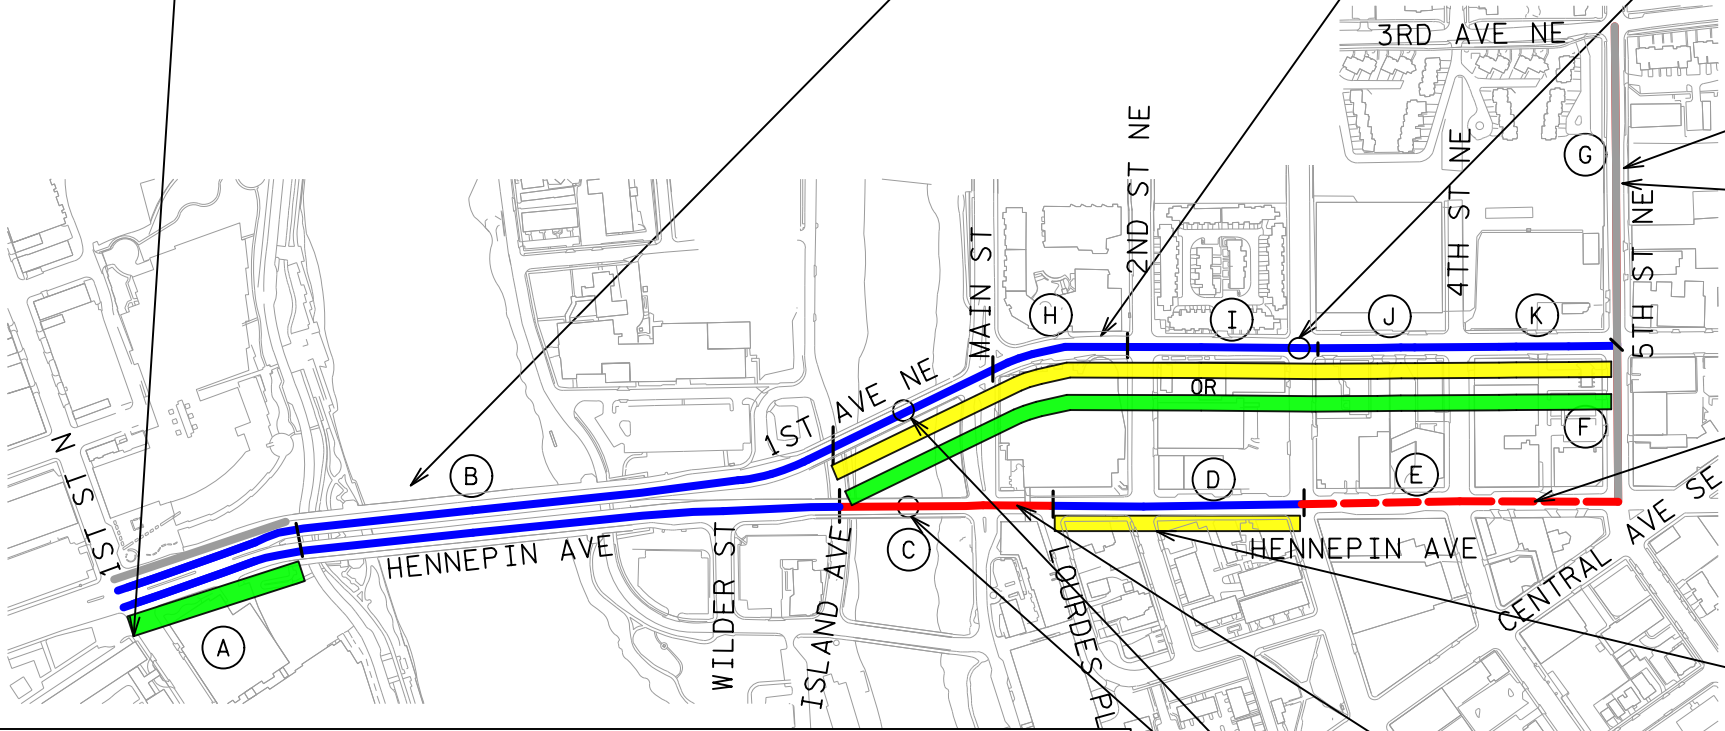 3RD AVE NE
G
2ND ST NE
4TH ST NE
5TH ST NE
MAIN ST
H
I
J
K
1ST AVE NE
OR
F
N
1ST ST
B
D
E
HENNEPIN AVE
C
HENNEPIN AVE
CENTRAL AVE SE
WILDER ST
ISLAND AVE
LOURDES PL
A